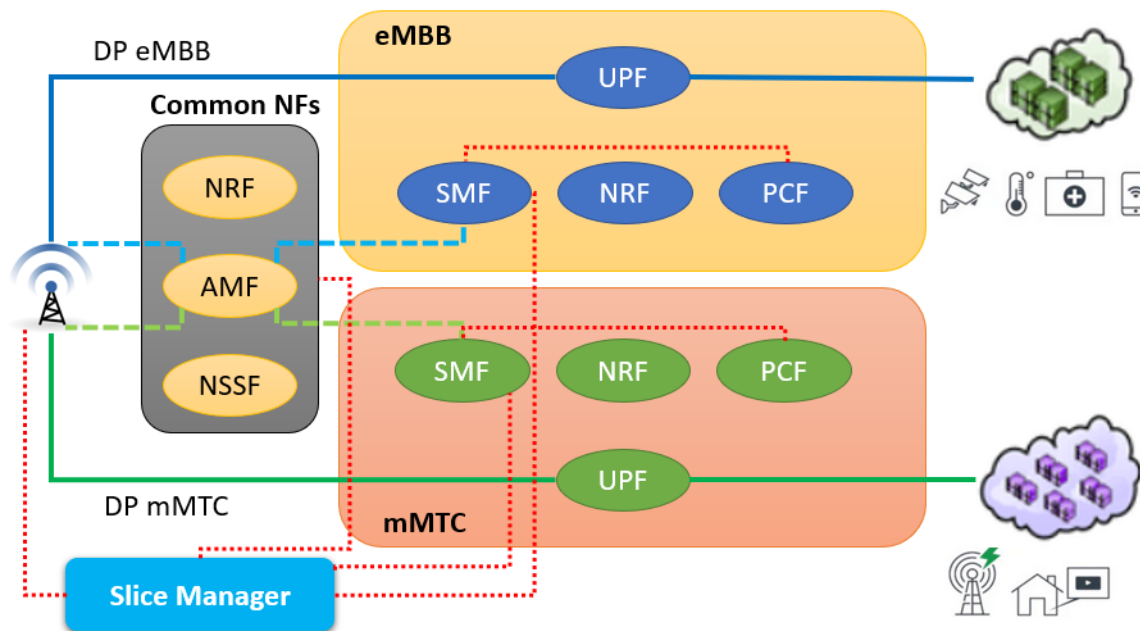 eMBB
DP eMBB
UPF
Common NFs
NRF
SMF
NRF
PCF
AMF
SMF
NRF
PCF
NSSF
UPF
DP mMTC
mMTC
Slice Manager